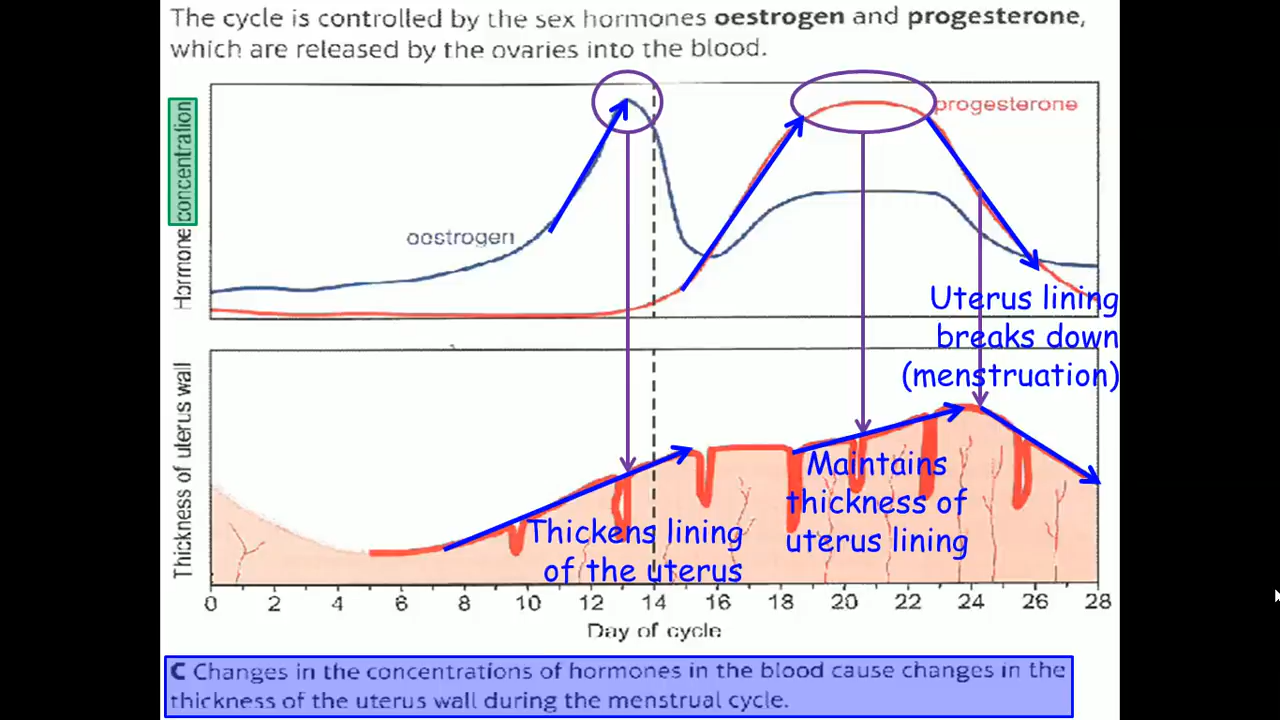 The cycle is controlled by the sex hormones oestrogen and progesterone,
which are released by the ovaries into the blood.
Hormone concentration
progesterone
oestrogen
Uterus lining
breaks down
(menstruation)
Thickness of uterus wall
Maintains
thickness of
uterus lining
Thickens lining
of the uterus
0 2 4 6 8 10 12 14 16 18 20 22 24 26 28
Day of cycle
C Changes in the concentrations of hormones in the blood cause changes in the
thickness of the uterus wall during the menstrual cycle.